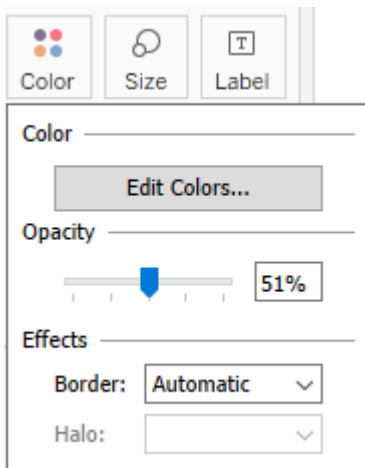 Color Size Label
Color
Edit Colors...
Opacity
51%
Effects
Border: Automatic
Halo: